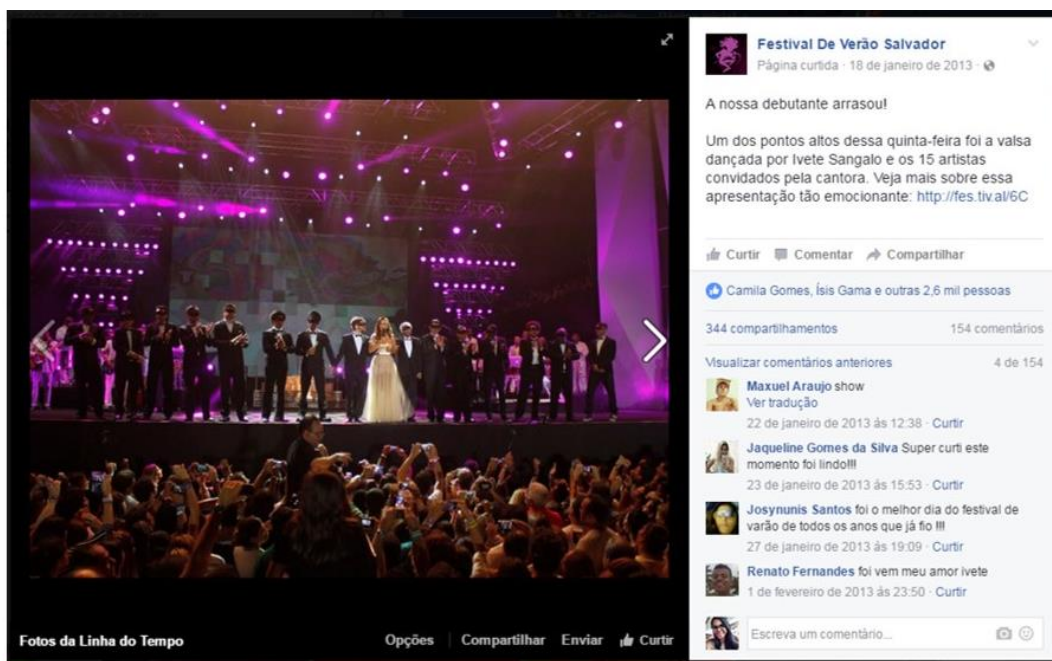 Festival De Verão Salvador
Página curtida · 18 de janeiro de 2013 ·
A nossa debutante arrasou!
Um dos pontos altos dessa quinta-feira foi a valsa
dançada por Ivete Sangalo e os 15 artistas
convidados pela cantora. Veja mais sobre essa
apresentação tão emocionante: http://fes.tiv.al/6C
Curtir Comentar Compartilhar
Camila Gomes, Ísis Gama e outras 2,6 mil pessoas
344 compartilhamentos 154 comentários
Visualizar comentários anteriores 4 de 154
Maxuel Araujo show
Ver tradução
22 de janeiro de 2013 às 12:38 · Curtir
Jaqueline Gomes da Silva Super curti este
momento foi lindo!!!
23 de janeiro de 2013 às 15:53 · Curtir
Josynunis Santos foi o melhor dia do festival de
varão de todos os anos que já fio !!!
27 de janeiro de 2013 às 19:09 · Curtir
Renato Fernandes foi vem meu amor ivete
1 de fevereiro de 2013 às 23:50 · Curtir
Escreva um comentário...
Fotos da Linha do Tempo
Opções Compartilhar Enviar Curtir